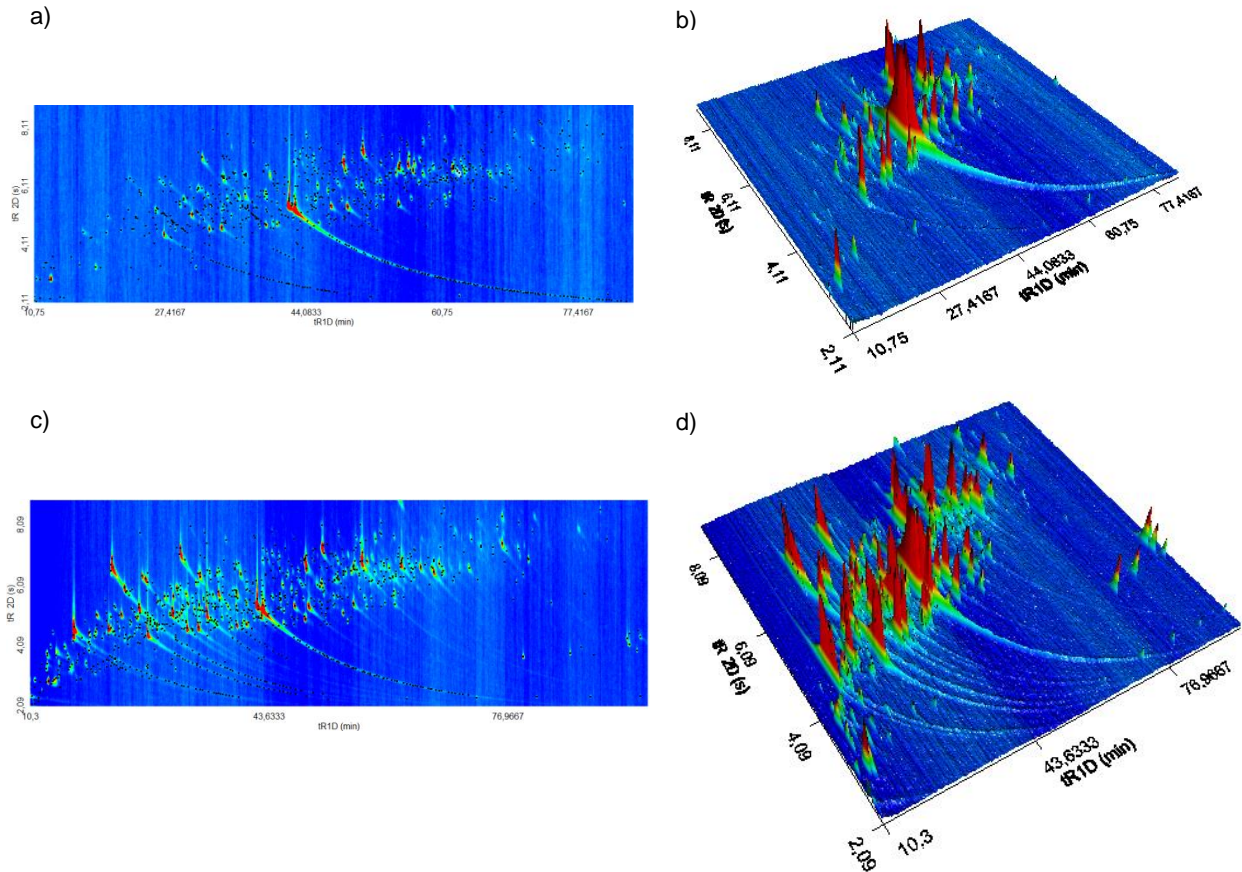 a)
8,11
6,11
4,11
2,11
tR 2D (s)
10,75
27,4167
44,0833
60,75
77,4167
tR1D (min)
b)
8,11
6,11
4,11
2,11
tR 2D (s)
10,75
27,4167
44,0833
60,75
77,4167
tR1D (min)
c)
8,09
6,09
4,09
2,09
tR 2D (s)
10,3
43,6333
76,9667
tR1D (min)
d)
8,09
6,09
4,09
2,09
tR 2D (s)
10,3
43,6333
76,9667
tR1D (min)